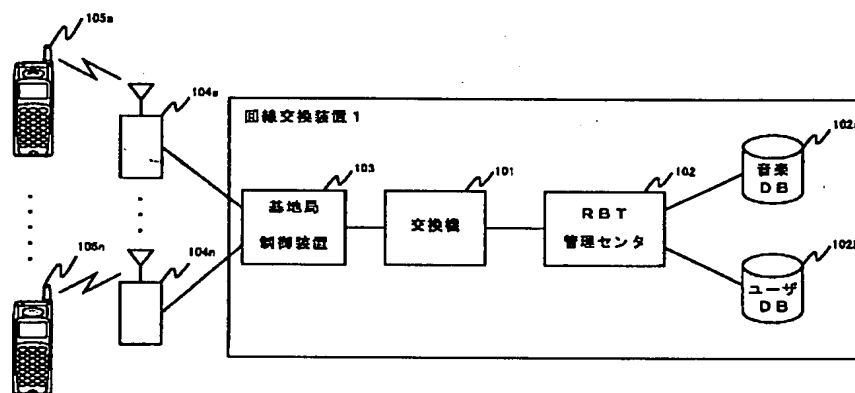 105a
104a
回線交換装置1
103
基地局
制御装置
101
交換機
102
RBT
管理センタ
102a
音楽
DB
105n
104n
102b
ユーザ
DB